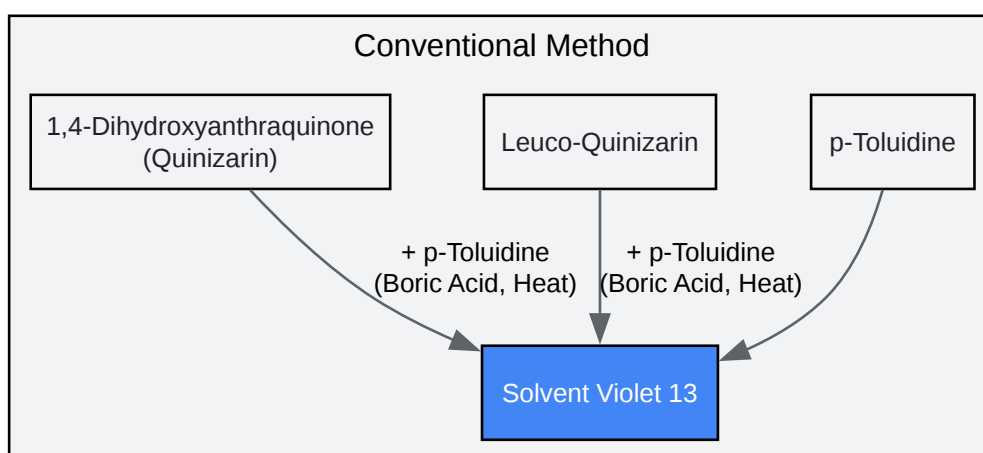 Conventional Method
1,4-Dihydroxyanthraquinone
(Quinizarin)
Leuco-Quinizarin
p-Toluidine
+ p-Toluidine
(Boric Acid, Heat)
+ p-Toluidine
(Boric Acid, Heat)
Solvent Violet 13